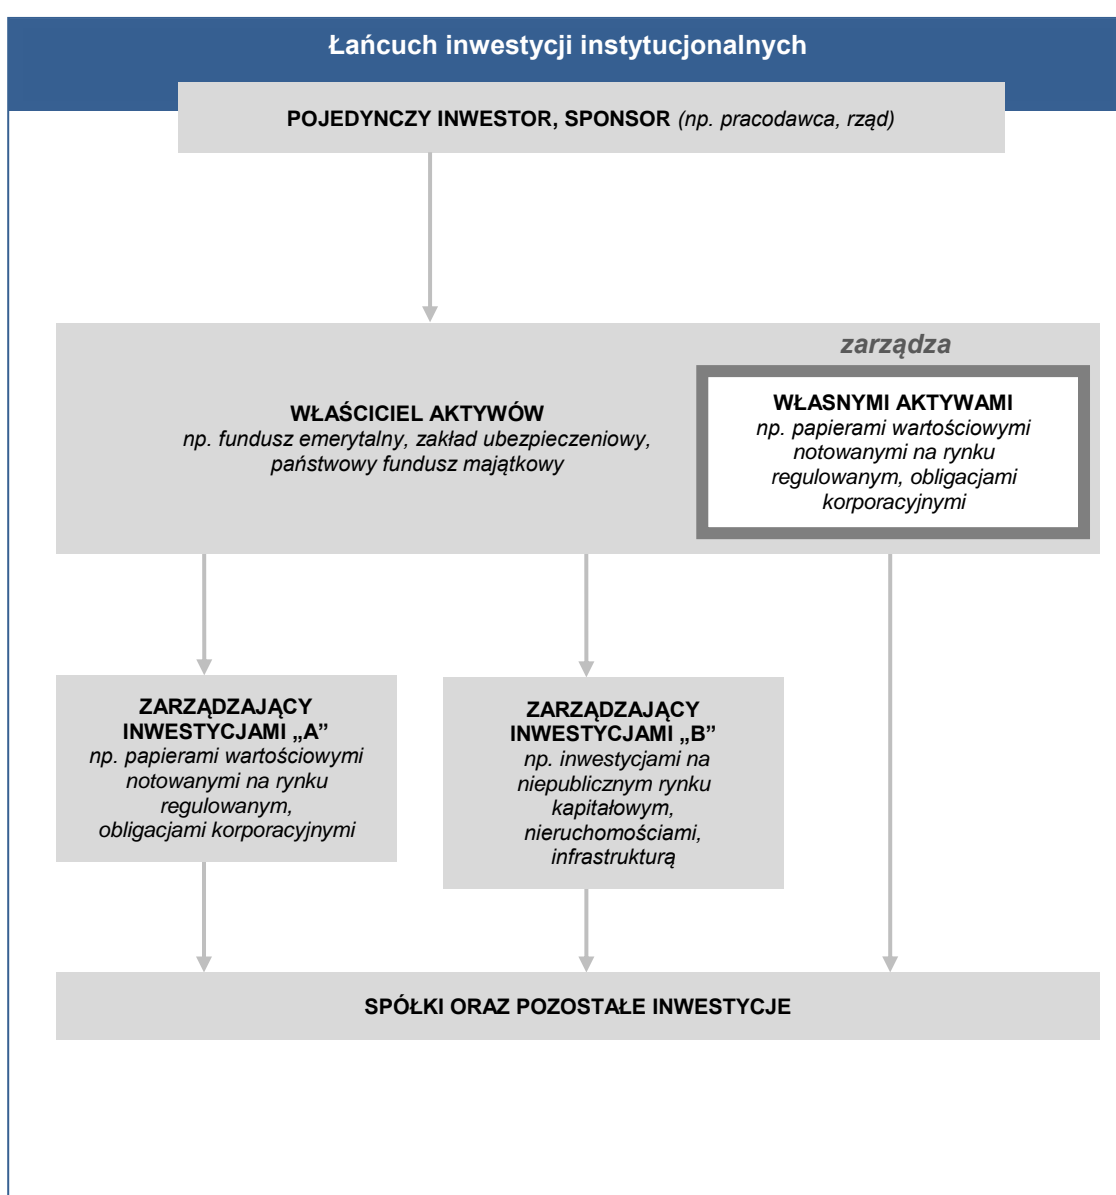 Łańcuch inwestycji instytucjonalnych
POJEDYNCZY INWESTOR, SPONSOR (np. pracodawca, rząd)
WŁAŚCICIEL AKTYWÓW
np. fundusz emerytalny, zakład ubezpieczeniowy,
państwowy fundusz majątkowy
zarządza
WŁASNYMI AKTYWAMI
np. papierami wartościowymi
notowanymi na rynku
regulowanym, obligacjami
korporacyjnymi
ZARZĄDZAJĄCY
INWESTYCJAMI „A”
np. papierami wartościowymi
notowanymi na rynku
regulowanym,
obligacjami korporacyjnymi
ZARZĄDZAJĄCY
INWESTYCJAMI „B”
np. inwestycjami na
niepublicznym rynku
kapitałowym,
nieruchomościami,
infrastrukturą
SPÓŁKI ORAZ POZOSTAŁE INWESTYCJE